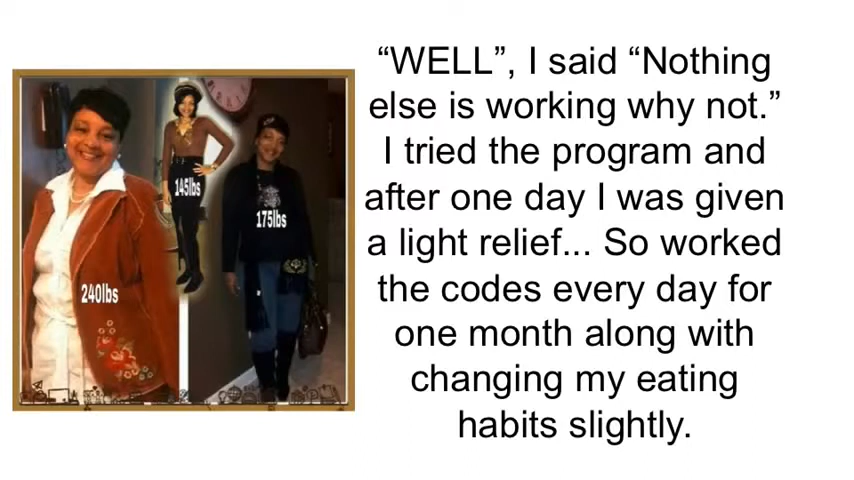 “WELL”, I said “Nothing
else is working why not.”
I tried the program and
after one day I was given
a light relief... So worked
the codes every day for
one month along with
changing my eating
habits slightly.
145lbs
175lbs
240lbs